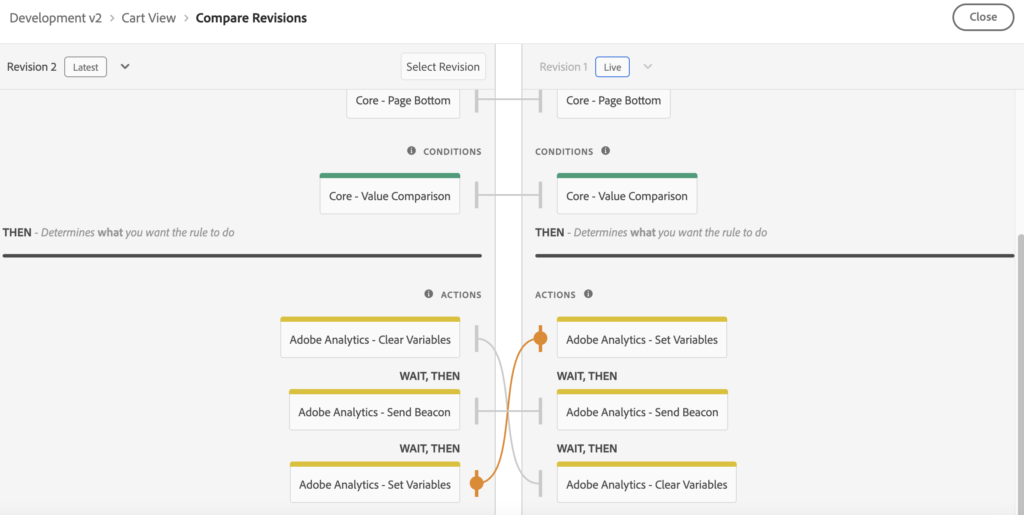 Development v2 > Cart View > Compare Revisions
Close
Revision 2 Latest
Select Revision
Revision 1 Live
Core - Page Bottom
Core - Page Bottom
CONDITIONS
CONDITIONS
Core - Value Comparison
Core - Value Comparison
THEN - Determines what you want the rule to do
THEN - Determines what you want the rule to do
ACTIONS
ACTIONS
Adobe Analytics - Clear Variables
Adobe Analytics - Set Variables
WAIT, THEN
WAIT, THEN
Adobe Analytics - Send Beacon
Adobe Analytics - Send Beacon
WAIT, THEN
WAIT, THEN
Adobe Analytics - Set Variables
Adobe Analytics - Clear Variables